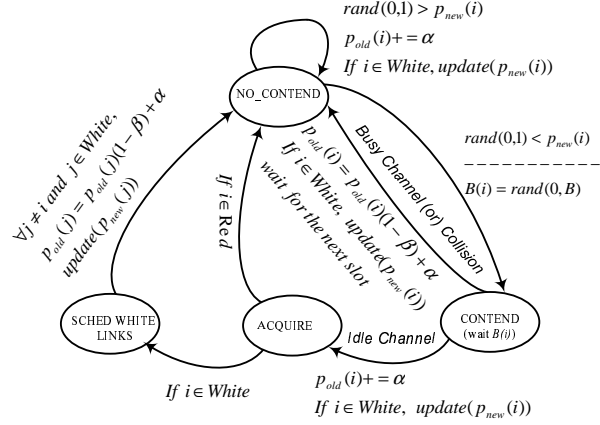 rand(0,1) > p_new(i)
p_old(i)+ = α
If i ∈ White, update(p_new(i))
NO_CONTEND
∀j ≠ i and j ∈ White,
p_old(j) = p_old(j)(1 − β) + α
update(p_new(j))
If i ∈ Red
p_old(i) = p_old(i)(1 − β) + α
If i ∈ White, update(p_new(i))
wait for the next slot
Busy Channel (or) Collision
rand(0,1) < p_new(i)
-----------
B(i) = rand(0, B)
SCHED WHITE
LINKS
ACQUIRE
CONTEND
(wait B(i))
Idle Channel
If i ∈ White
p_old(i)+ = α
If i ∈ White, update(p_new(i))